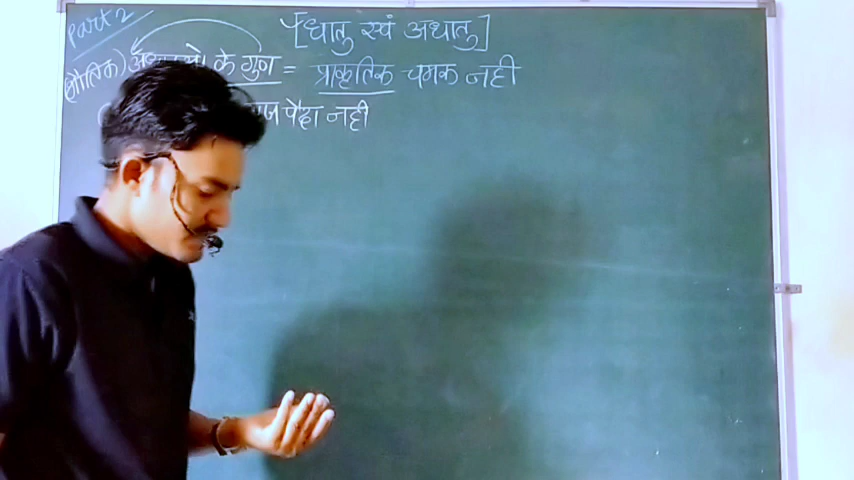 Part 2
[धातु एवं अधातु]
(भौतिक) के गुन = प्राकृतिक चमक नही
पैदा नही